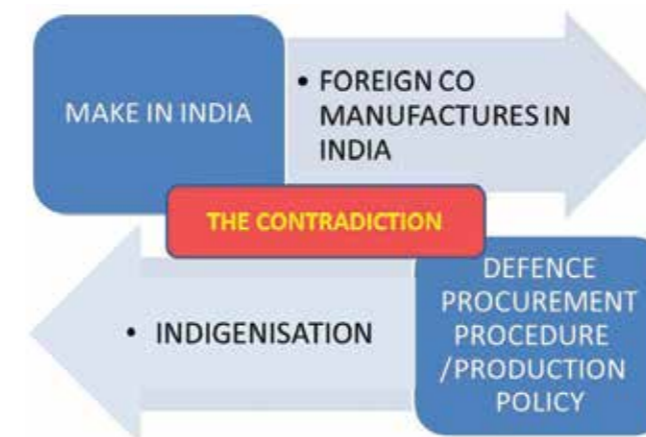 MAKE IN INDIA
• FOREIGN CO
MANUFACTURES IN
INDIA
THE CONTRADICTION
• INDIGENISATION
DEFENCE
PROCUREMENT
PROCEDURE
/PRODUCTION
POLICY